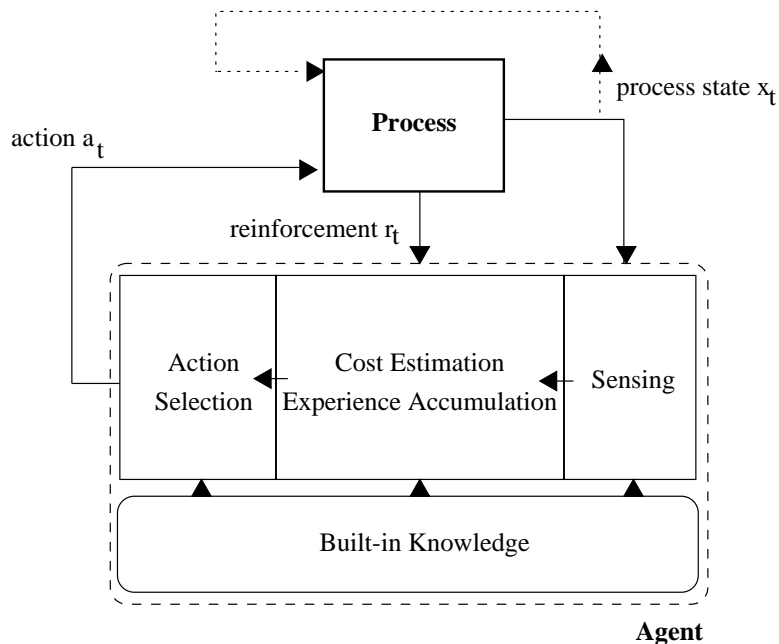 process state x_t
Process
action a_t
reinforcement r_t
Action
Selection
Cost Estimation
Experience Accumulation
Sensing
Built-in Knowledge
Agent